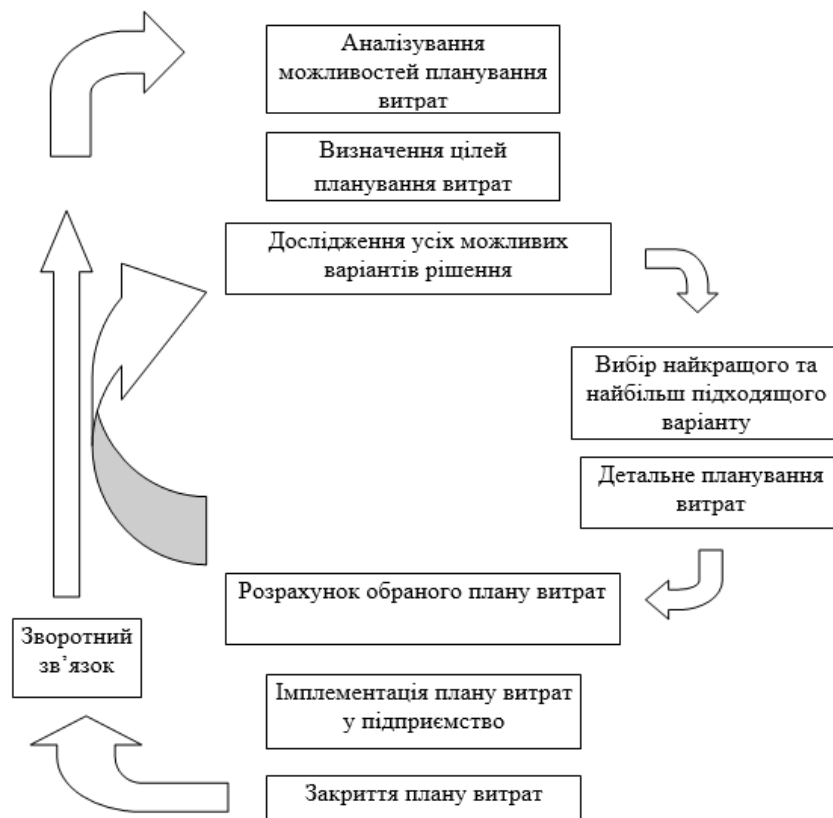 Аналізування
можливостей планування
витрат
Визначення цілей
планування витрат
Дослідження усіх можливих
варіантів рішення
Вибір найкращого та
найбільш підходящого
варіанту
Детальне планування
витрат
Розрахунок обраного плану витрат
Зворотний
зв’язок
Імплементація плану витрат
у підприємство
Закриття плану витрат